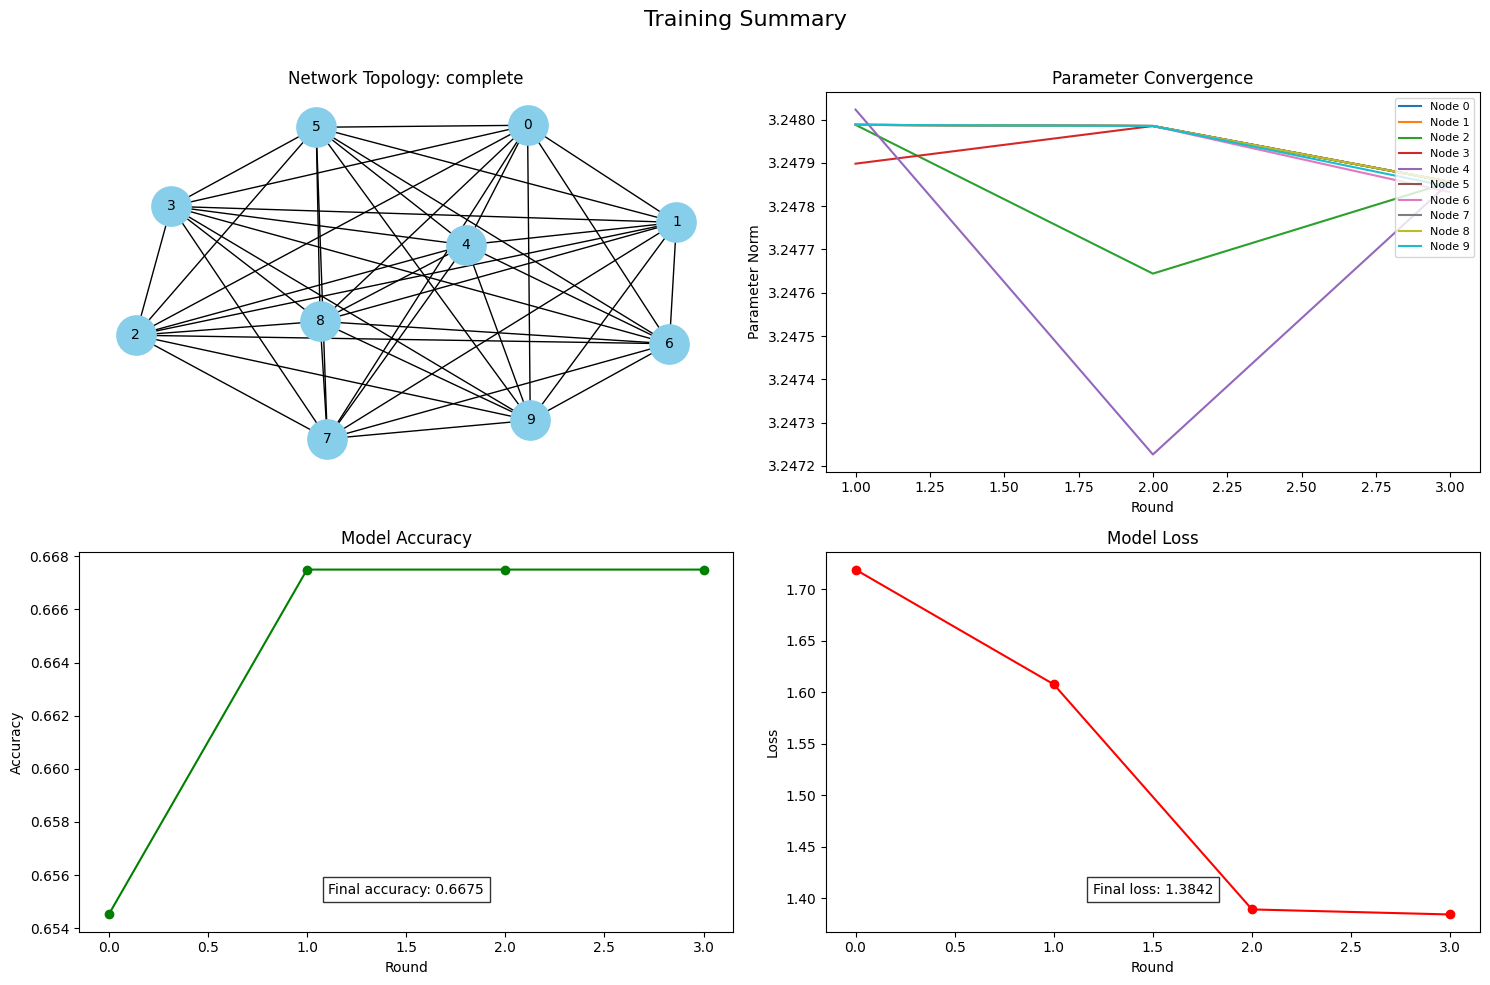 Training Summary
Network Topology: complete
5
0
3
1
4
8
2
6
9
7
Parameter Convergence
Parameter Norm
3.2480
3.2479
3.2478
3.2477
3.2476
3.2475
3.2474
3.2473
3.2472
Node 0
Node 1
Node 2
Node 3
Node 4
Node 5
Node 6
Node 7
Node 8
Node 9
1.00 1.25 1.50 1.75 2.00 2.25 2.50 2.75 3.00
Round
Model Accuracy
Accuracy
0.668
0.666
0.664
0.662
0.660
0.658
0.656
0.654
Final accuracy: 0.6675
0.0 0.5 1.0 1.5 2.0 2.5 3.0
Round
Model Loss
Loss
1.70
1.65
1.60
1.55
1.50
1.45
1.40
Final loss: 1.3842
0.0 0.5 1.0 1.5 2.0 2.5 3.0
Round